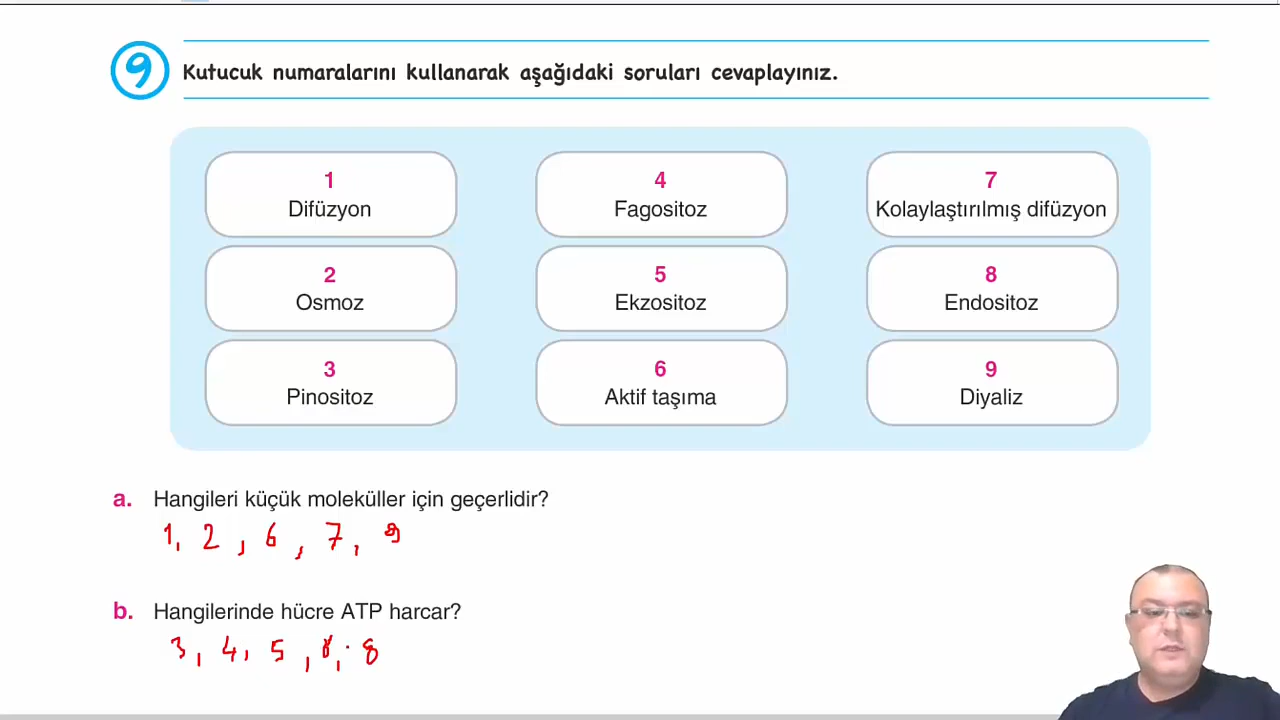 9 Kutucuk numaralarını kullanarak aşağıdaki soruları cevaplayınız.
1
Difüzyon
4
Fagositoz
7
Kolaylaştırılmış difüzyon
2
Osmoz
5
Ekzositoz
8
Endositoz
3
Pinositoz
6
Aktif taşıma
9
Diyaliz
a. Hangileri küçük moleküller için geçerlidir?
1, 2, 6, 7, 9
b. Hangilerinde hücre ATP harcar?
3, 4, 5, 8